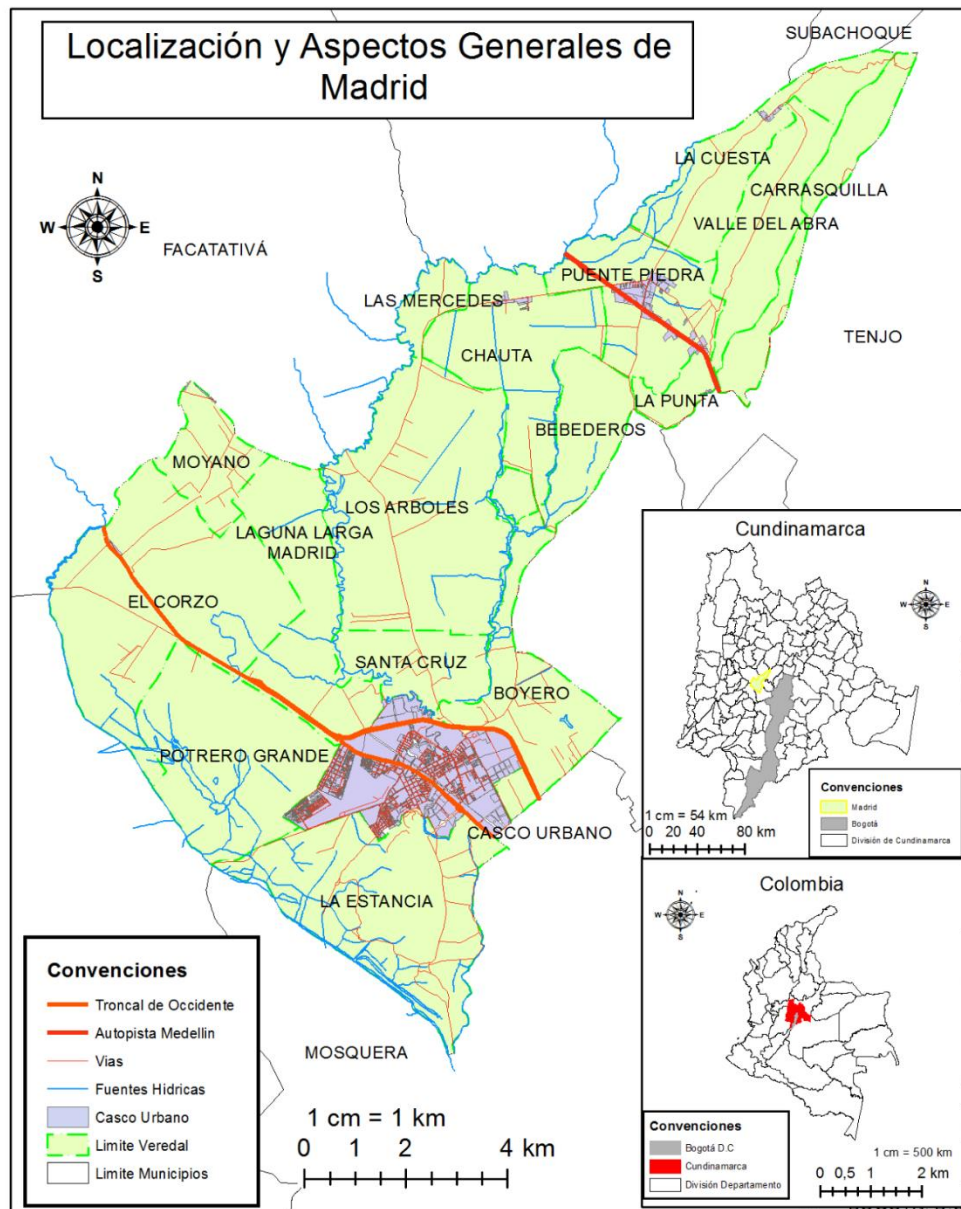 Localización y Aspectos Generales de
Madrid
SUBACHOQUE
N
W
E
S
FACATATIVÁ
LA CUESTA
CARRASQUILLA
VALLE DEL ABRA
PUENTE PIEDRA
LAS MERCEDES
TENJO
CHAUTA
LA PUNTA
BEBEDEROS
MOYANO
LOS ARBOLES
LAGUNA LARGA
MADRID
EL CORZO
SANTA CRUZ
BOYERO
POTRERO GRANDE
CASCO URBANO
LA ESTANCIA
MOSQUERA
Convenciones
Troncal de Occidente
Autopista Medellin
Vías
Fuentes Hídricas
Casco Urbano
Limite Veredal
Limite Municipios
1 cm = 1 km
0 1 2 4 km
Cundinamarca
N
W
E
S
Convenciones
Madrid
Bogotá
División de Cundinamarca
1 cm = 54 km
0 20 40 80 km
Colombia
N
W
E
S
Convenciones
Bogotá D.C
Cundinamarca
División Departamento
1 cm = 500 km
0 0,5 1 2 km